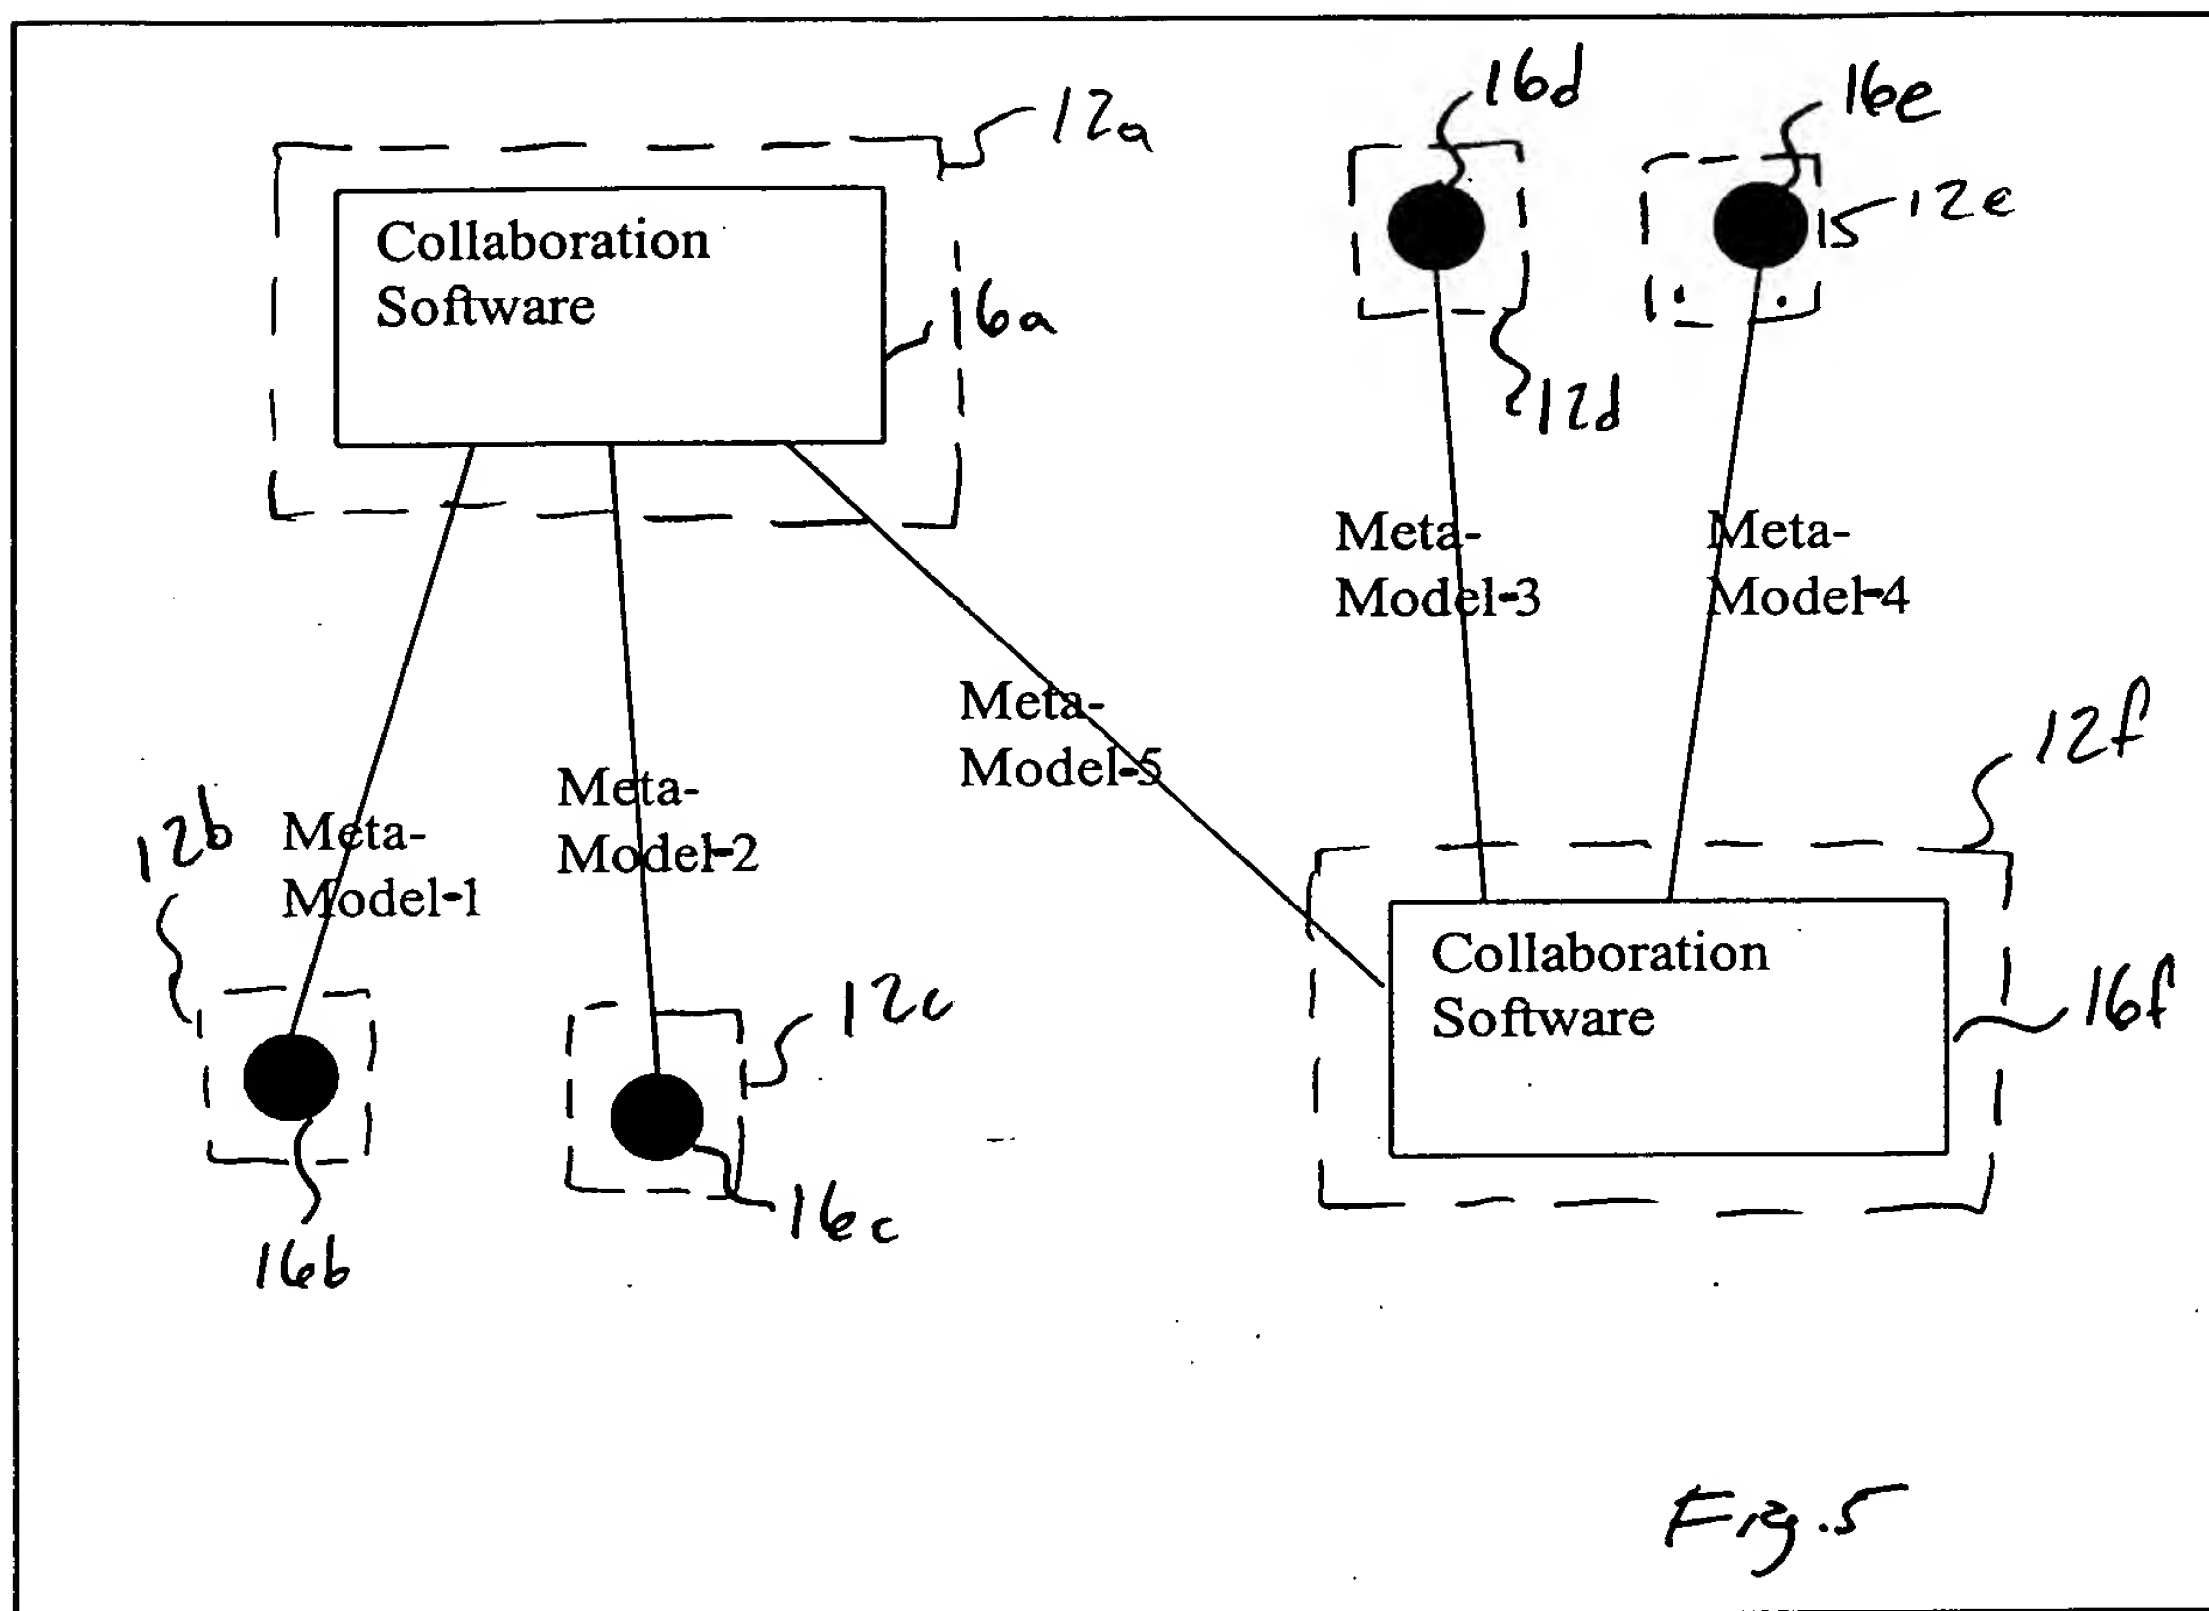 12a
16d
16e
Collaboration
Software
12e
16a
12d
Meta-
Model-3
Meta-
Model-4
Meta-
Model-5
12f
12b
Meta-
Model-1
Meta-
Model-2
Collaboration
Software
12c
16f
16c
16b
Fig. 5